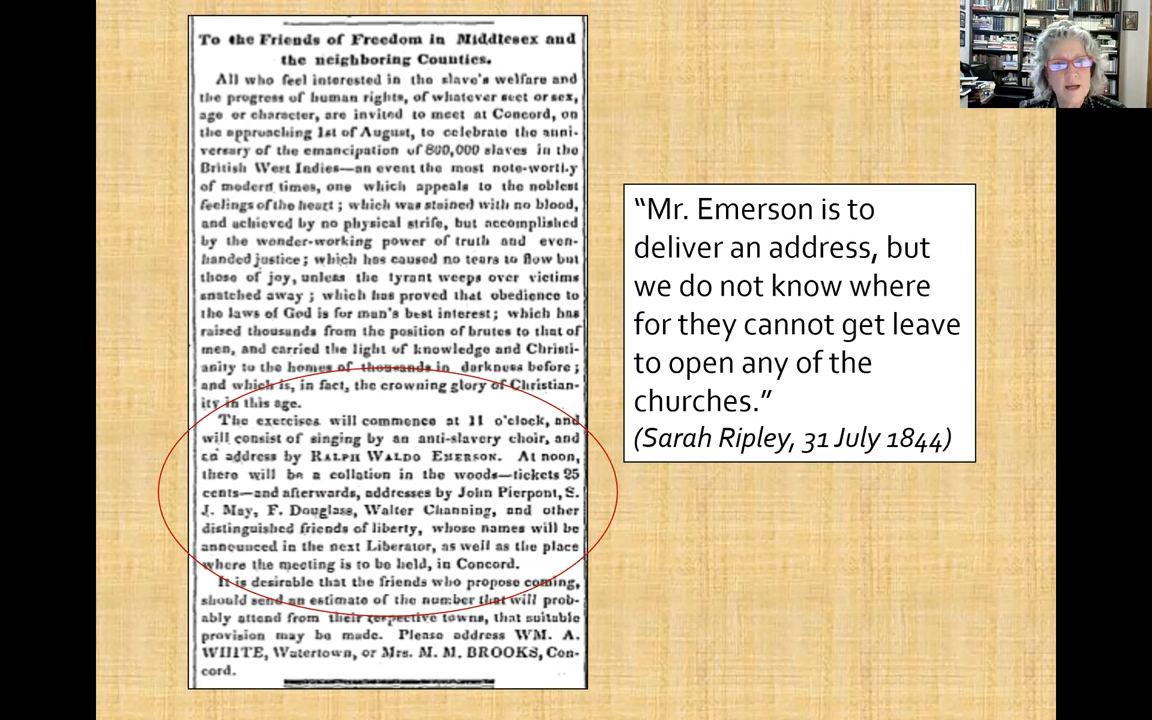 To the Friends of Freedom in Middlesex and
the neighboring Counties.
All who feel interested in the slave's welfare and
the progress of human rights, of whatever sect or sex,
age or character, are invited to meet at Concord, on
the approaching 1st of August, to celebrate the anni-
versary of the emancipation of 800,000 slaves in the
British West Indies—an event the most note-worthy
of modern times, one which appeals to the noblest
feelings of the heart; which was stained with no blood,
and achieved by no physical strife, but accomplished
by the wonder-working power of truth and even-
handed justice; which has caused no tears to flow but
those of joy, unless the tyrant weeps over victims
snatched away; which has proved that obedience to
the laws of God is for man's best interest; which has
raised thousands from the position of brutes to that of
men, and carried the light of knowledge and Christi-
anity to the homes of thousands in darkness before;
and which is, in fact, the crowning glory of Christian-
ity in this age.
The exercises will commence at 11 o'clock, and
will consist of singing by an anti-slavery choir, and
an address by RALPH WALDO EMERSON. At noon,
there will be a collation in the woods—tickets 25
cents—and afterwards, addresses by John Pierpont, S.
J. May, F. Douglass, Walter Channing, and other
distinguished friends of liberty, whose names will be
announced in the next Liberator, as well as the place
where the meeting is to be held, in Concord.
It is desirable that the friends who propose coming,
should send an estimate of the number that will prob-
ably attend from their respective towns, that suitable
provision may be made. Please address WM. A.
WHITE, Watertown, or Mrs. M. M. BROOKS, Con-
cord.
“Mr. Emerson is to
deliver an address, but
we do not know where
for they cannot get leave
to open any of the
churches.”
(Sarah Ripley, 31 July 1844)